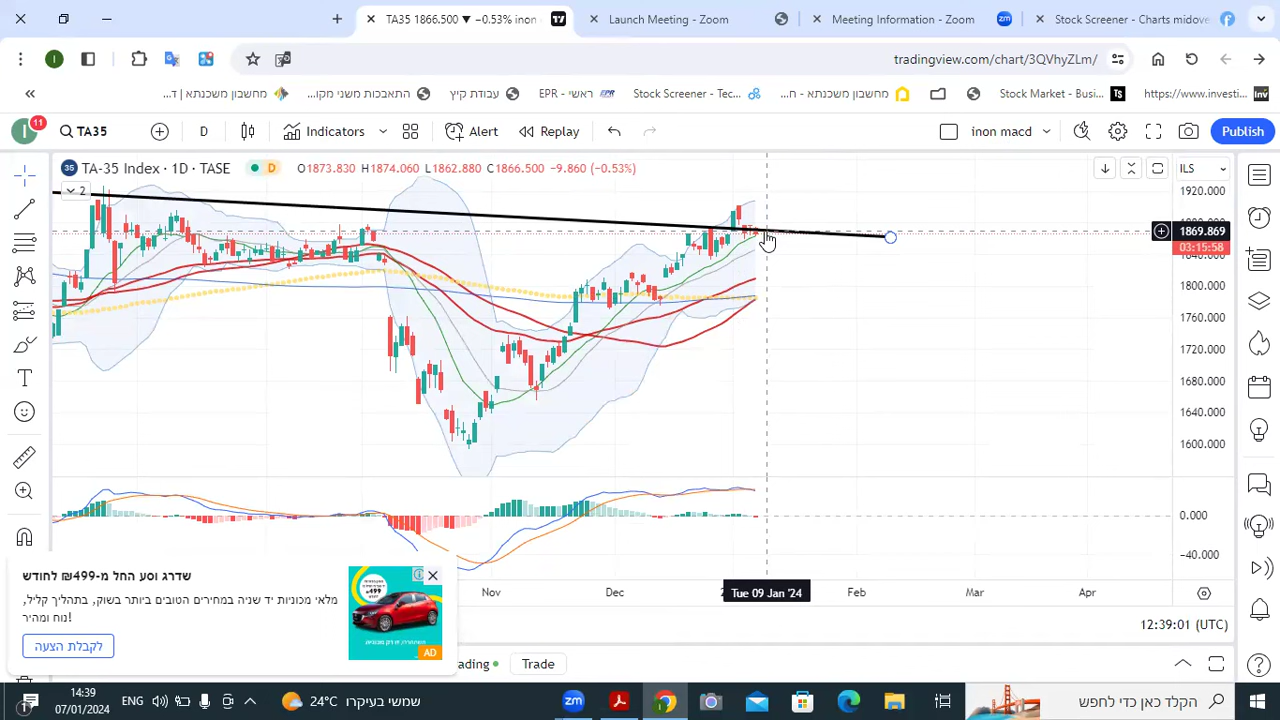 TA35 1866.500 ▼ −0.53% inon
Launch Meeting - Zoom
Meeting Information - Zoom
Stock Screener - Charts midove
tradingview.com/chart/3QVhyZLm/
מחשבון משכנתא | ד
התאבכות משני מקו...
עבודת קיץ
ראשי - EPR
Stock Screener - Tec...
מחשבון משכנתא - ח...
Stock Market - Busi...
https://www.investi
11
TA35
D
Indicators
Alert
Replay
inon macd
Publish
TA-35 Index · 1D · TASE
D
O1873.830 H1874.060 L1862.880 C1866.500 −9.860 (−0.53%)
ILS
2
1920.000
1869.869
03:15:58
1800.000
1760.000
1720.000
1680.000
1640.000
1600.000
0.000
−40.000
Nov
Dec
Tue 09 Jan '24
Feb
Mar
Apr
שדרג וסע החל מ-₪499 לחודש
מלאי מכוניות יד שניה במחירים הטובים ביותר בשוק, בתהליך קליל,
נוח ומהיר!
לקבלת הצעה
AD
12:39:01 (UTC)
Trade
14:39
07/01/2024
ENG
24°C
שמשי בעיקרו
הקלד כאן כדי לחפש